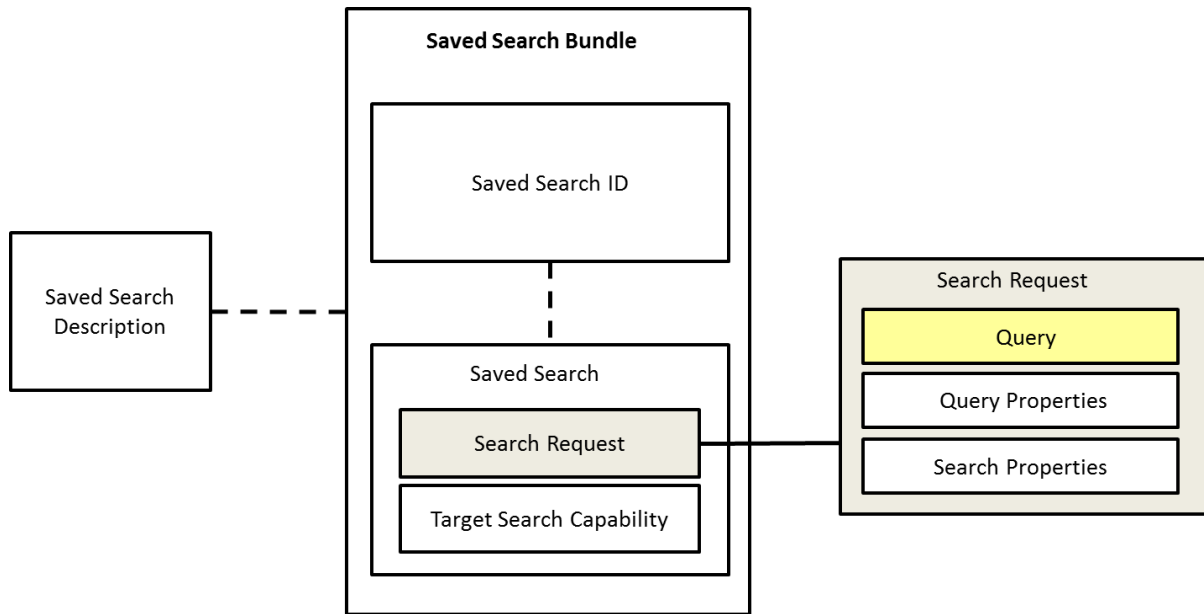 Saved Search Bundle
Saved Search ID
Saved Search
Description
Saved Search
Search Request
Target Search Capability
Search Request
Query
Query Properties
Search Properties